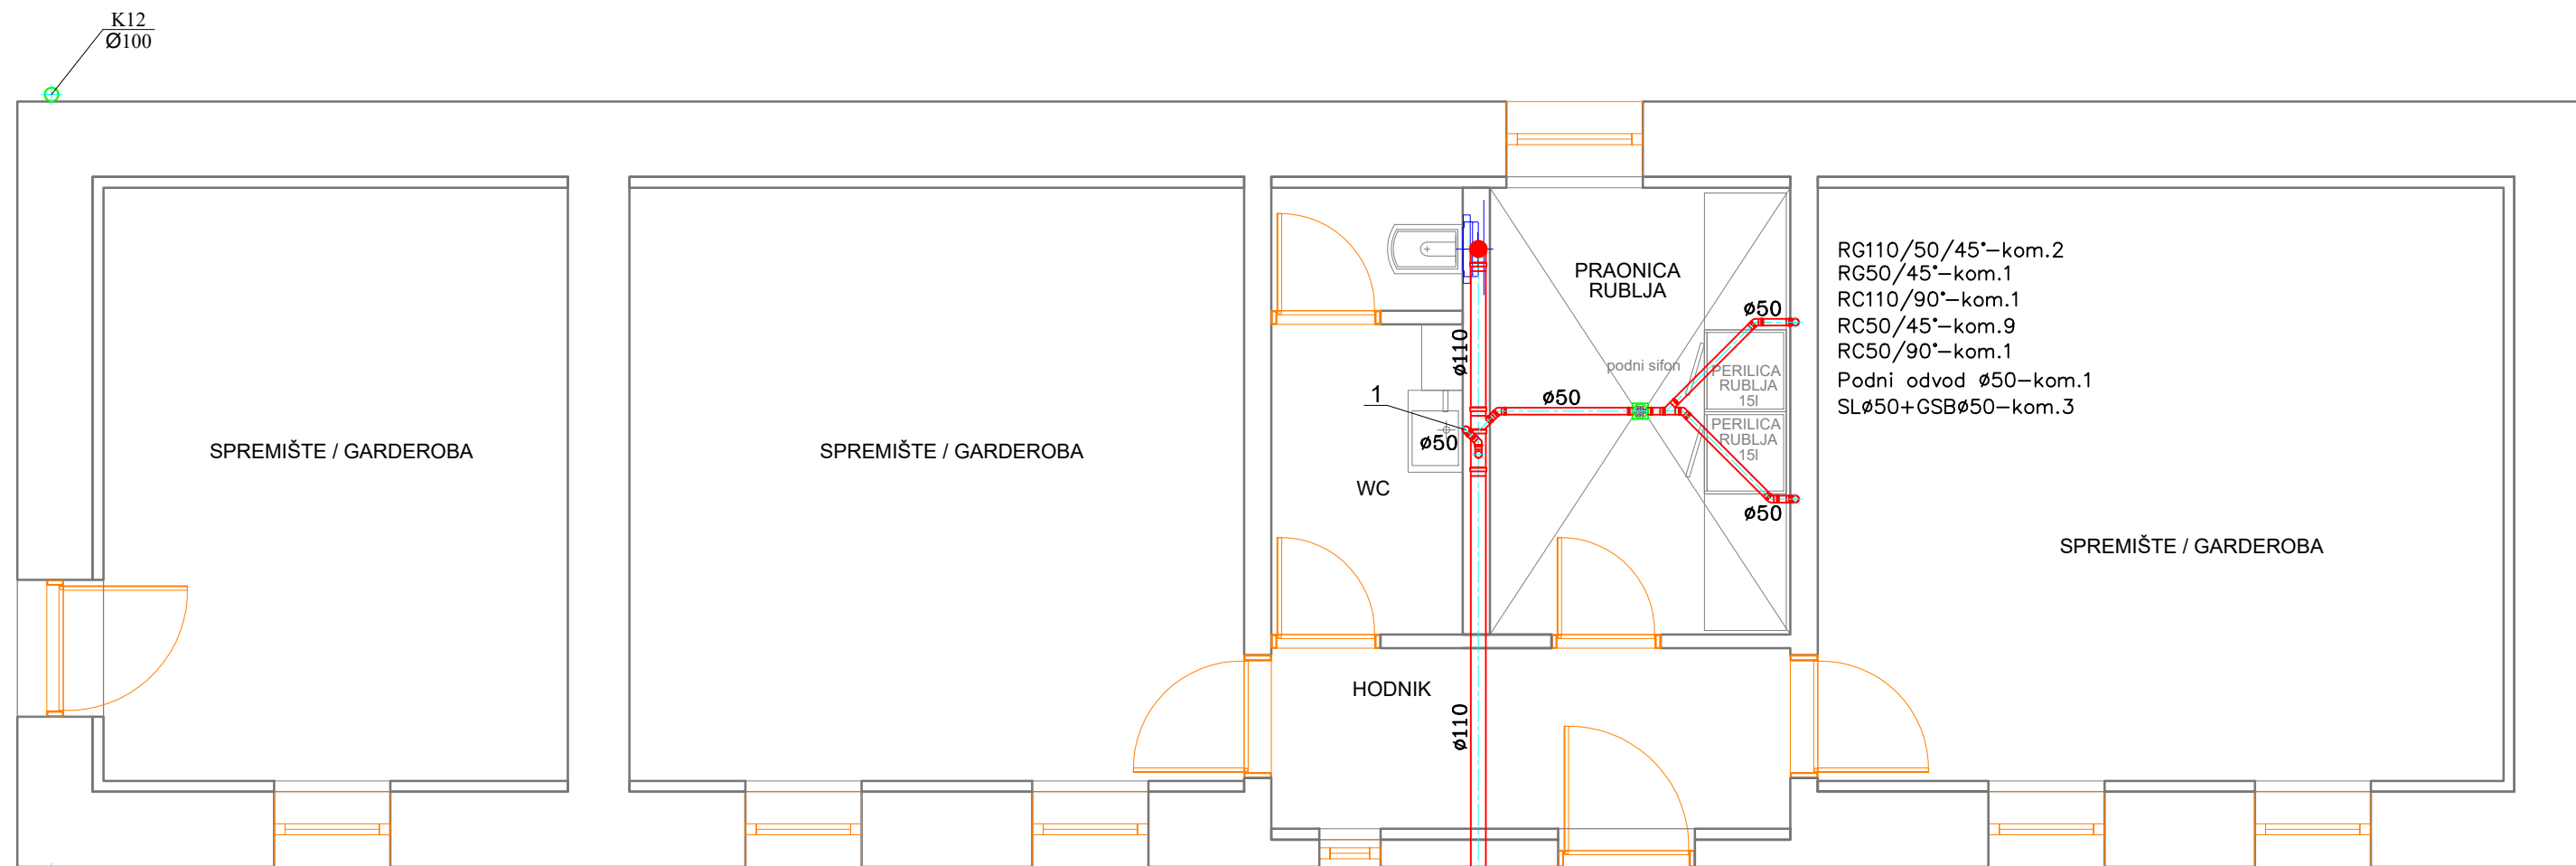 K12
Ø100
RG110/50/45°–kom.2
RG50/45°–kom.1
RC110/90°–kom.1
RC50/45°–kom.9
RC50/90°–kom.1
Podni odvod ø50–kom.1
SLø50+GSBø50–kom.3
PRAONICA
RUBLJA
ø50
ø110
podni sifon
PERILICA
RUBLJA
15l
1
ø50
PERILICA
RUBLJA
15l
ø50
SPREMIŠTE / GARDEROBA
SPREMIŠTE / GARDEROBA
WC
ø50
SPREMIŠTE / GARDEROBA
HODNIK
ø110